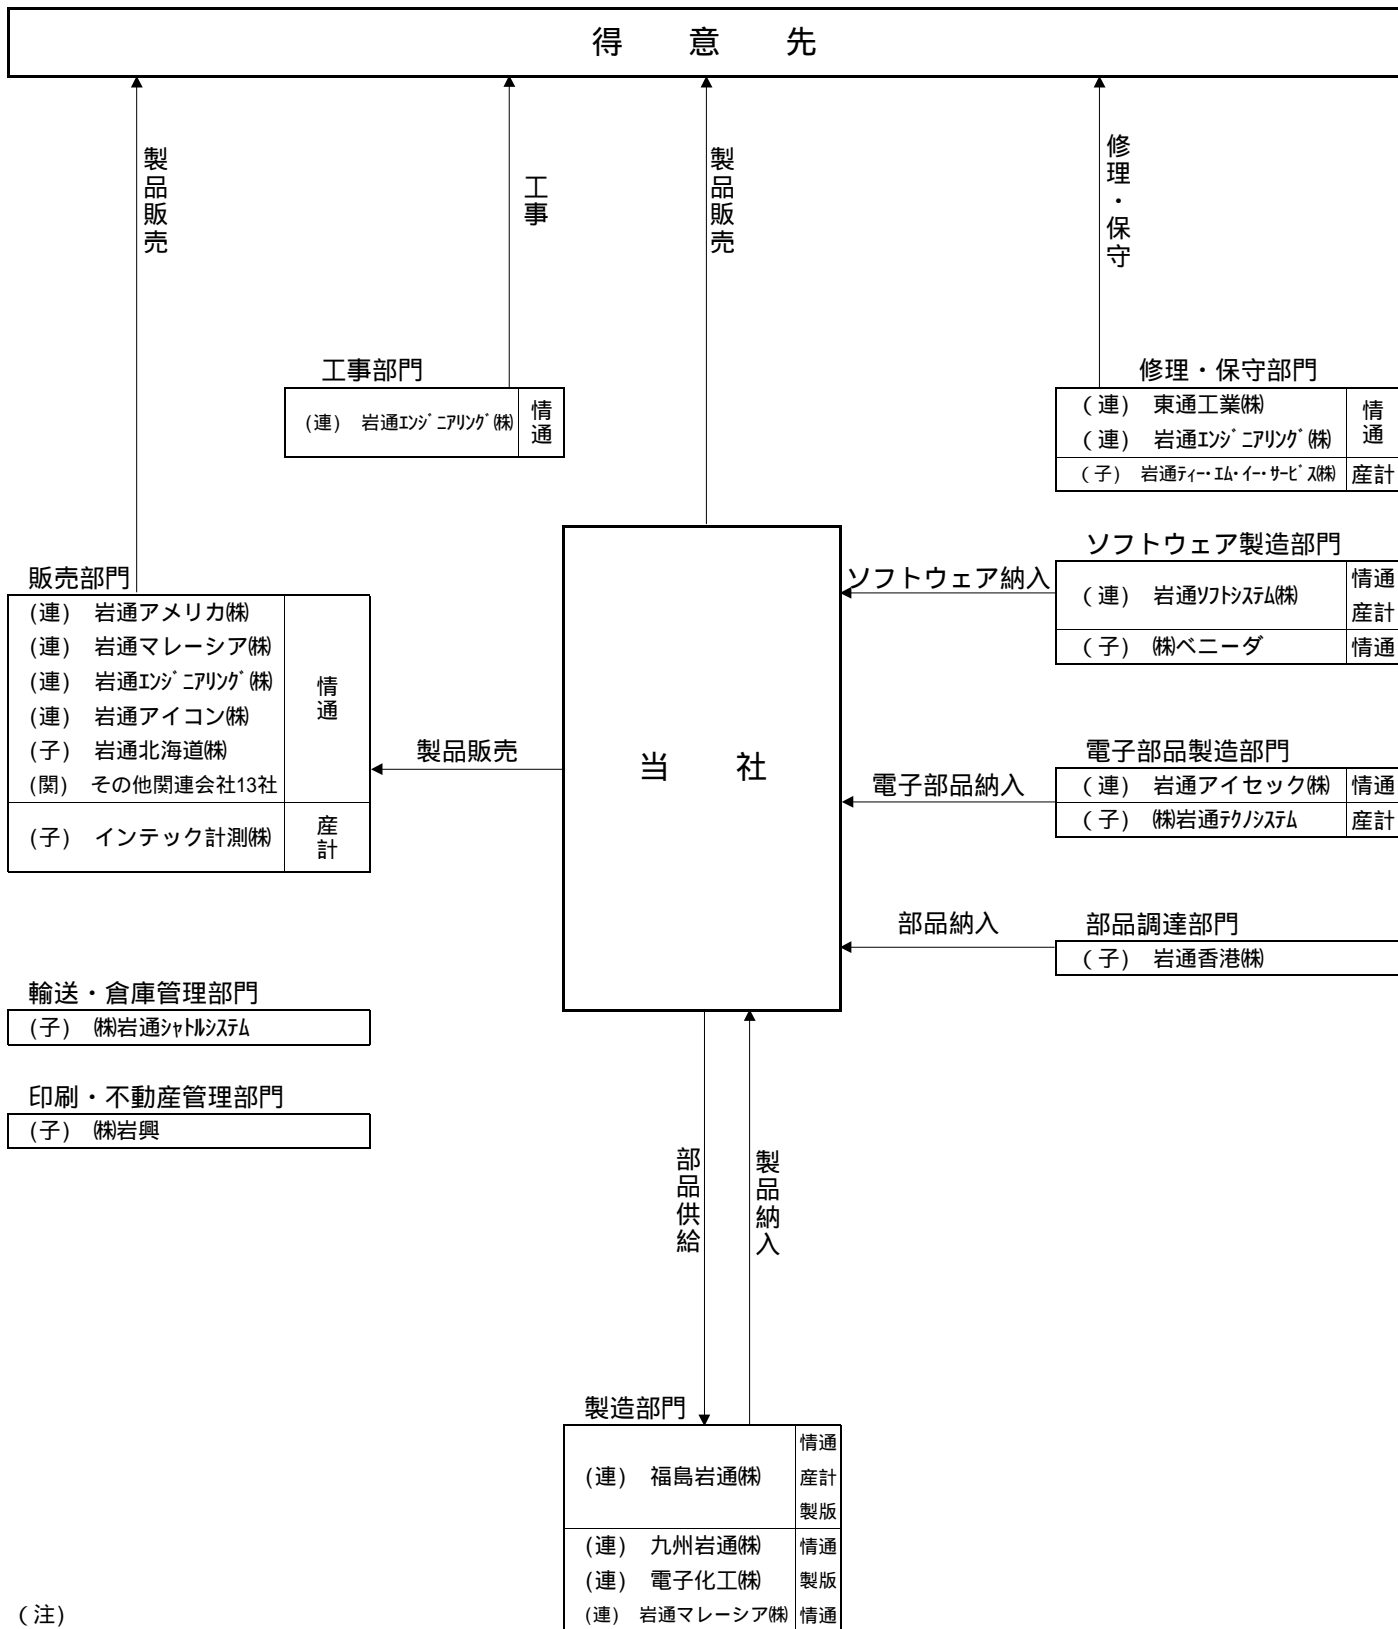 得意先
製品販売
工事
製品販売
修理・保守
工事部門
(連) 岩通エンジニアリング㈱ 情通
修理・保守部門
(連) 東通工業㈱
(連) 岩通エンジニアリング㈱
情通
(子) 岩通ティー・エム・イー・サービス㈱ 産計
販売部門
(連) 岩通アメリカ㈱
(連) 岩通マレーシア㈱
(連) 岩通エンジニアリング㈱
(連) 岩通アイコン㈱
(子) 岩通北海道㈱
(関) その他関連会社13社
情通
(子) インテック計測㈱ 産計
製品販売
当社
ソフトウェア納入
ソフトウェア製造部門
(連) 岩通ソフトシステム㈱
情通
産計
(子) ㈱ベニーダ 情通
電子部品納入
電子部品製造部門
(連) 岩通アイセック㈱ 情通
(子) ㈱岩通テクノシステム 産計
部品納入
部品調達部門
(子) 岩通香港㈱
輸送・倉庫管理部門
(子) ㈱岩通シャトルシステム
印刷・不動産管理部門
(子) ㈱岩興
部品供給
製品納入
製造部門
(連) 福島岩通㈱
情通
産計
製版
(連) 九州岩通㈱ 情通
(連) 電子化工㈱ 製版
(連) 岩通マレーシア㈱ 情通
(注)